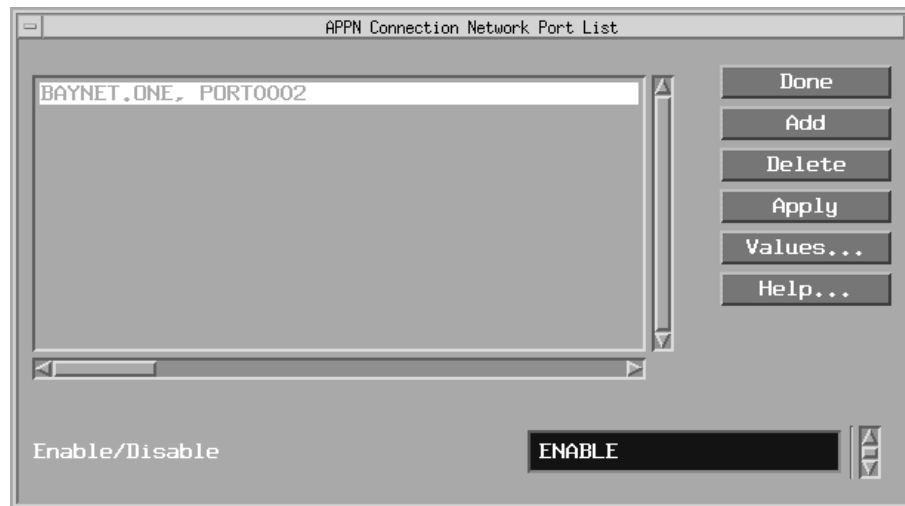 APPN Connection Network Port List
BAYNET.ONE, PORT0002
Done
Add
Delete
Apply
Values...
Help...
Enable/Disable
ENABLE